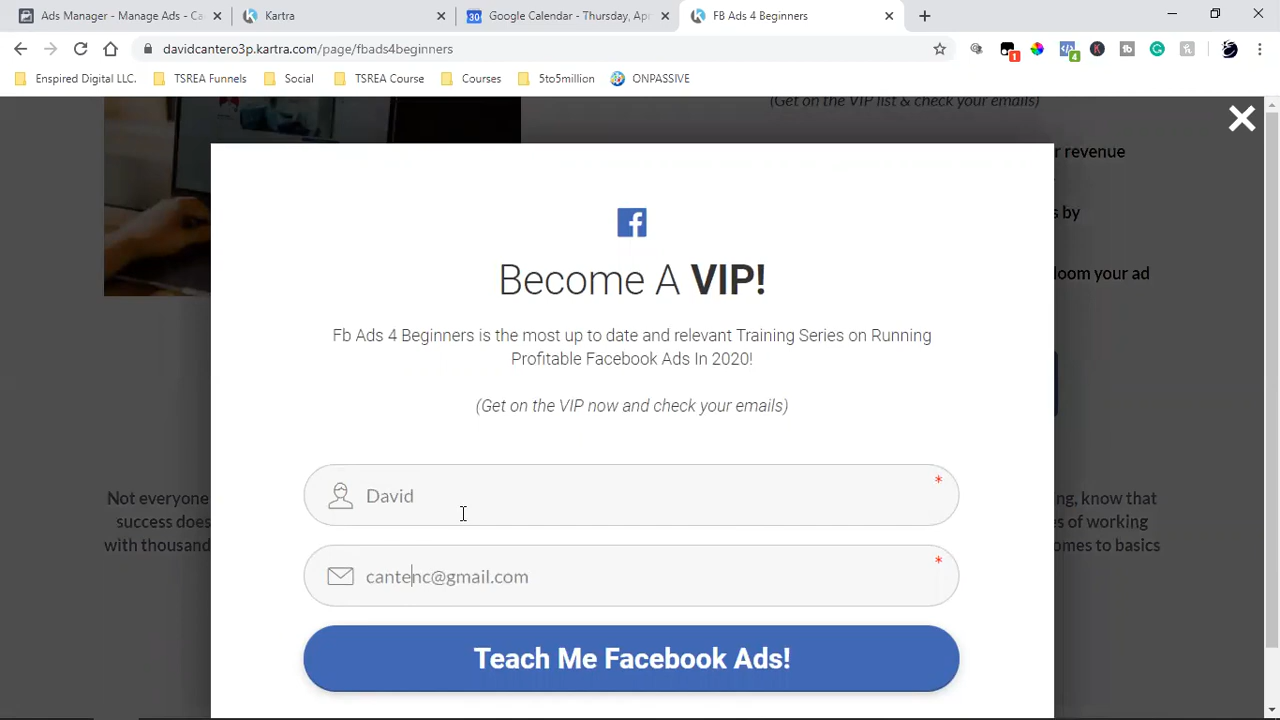 Ads Manager - Manage Ads - Ca
Kartra
Google Calendar - Thursday, Apr
FB Ads 4 Beginners
davidcantero3p.kartra.com/page/fbads4beginners
1
4
Enspired Digital LLC.
TSREA Funnels
Social
TSREA Course
Courses
5to5million
ONPASSIVE
(Get on the VIP list & check your emails)
r revenue
s by
loom your ad
Become A VIP!
Fb Ads 4 Beginners is the most up to date and relevant Training Series on Running
Profitable Facebook Ads In 2020!
(Get on the VIP now and check your emails)
David
*
cantenc@gmail.com
*
Teach Me Facebook Ads!
Not everyone
success does
with thousand
ng, know that
es of working
omes to basics